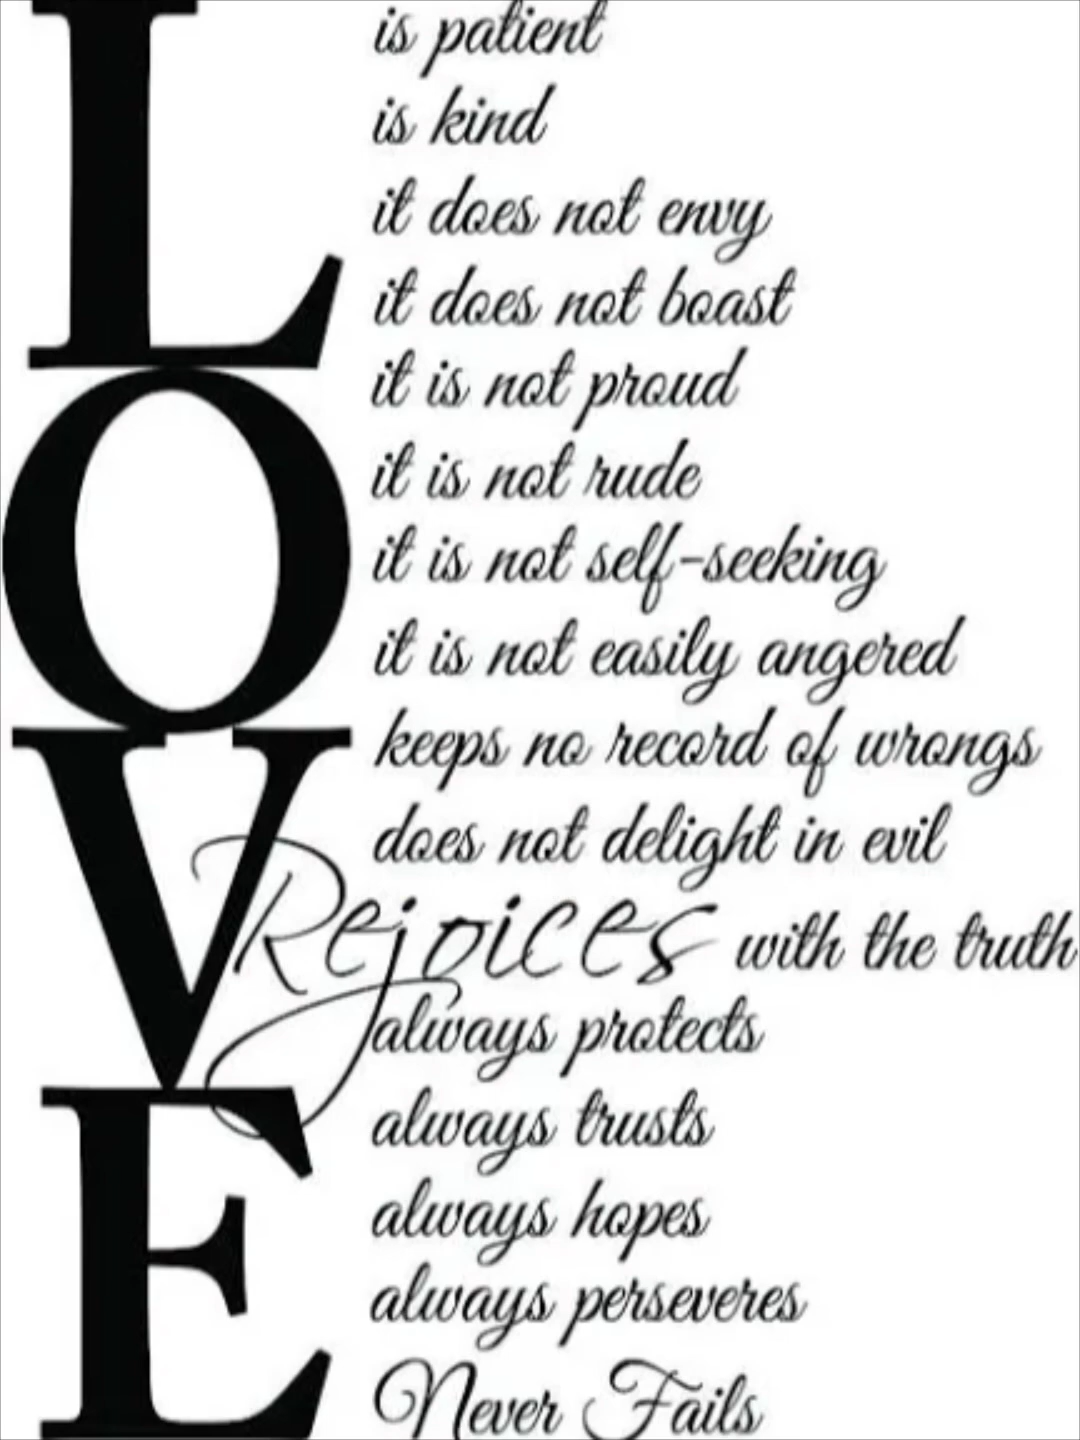 LOVE
is patient
is kind
it does not envy
it does not boast
it is not proud
it is not rude
it is not self-seeking
it is not easily angered
keeps no record of wrongs
does not delight in evil
Rejoices with the truth
always protects
always trusts
always hopes
always perseveres
Never Fails